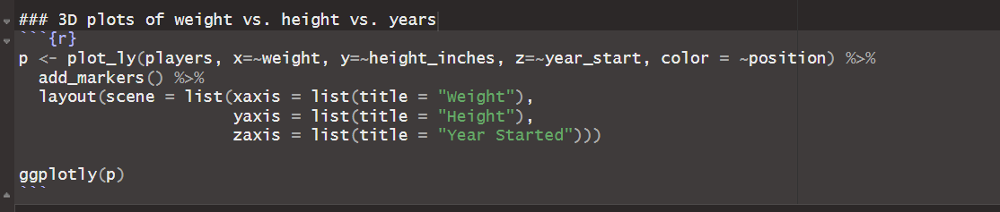 ### 3D plots of weight vs. height vs. years
```{r}
p <- plot_ly(players, x=~weight, y=~height_inches, z=~year_start, color = ~position) %>%
  add_markers() %>%
  layout(scene = list(xaxis = list(title = "Weight"),
                      yaxis = list(title = "Height"),
                      zaxis = list(title = "Year Started")))

ggplotly(p)
```